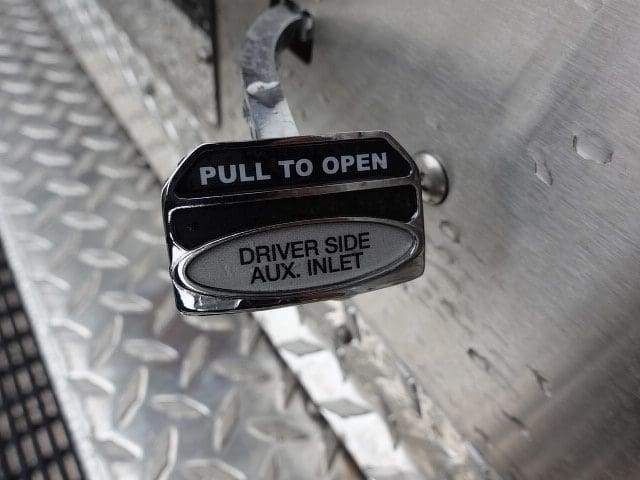 PULL TO OPEN
DRIVER SIDE
AUX. INLET